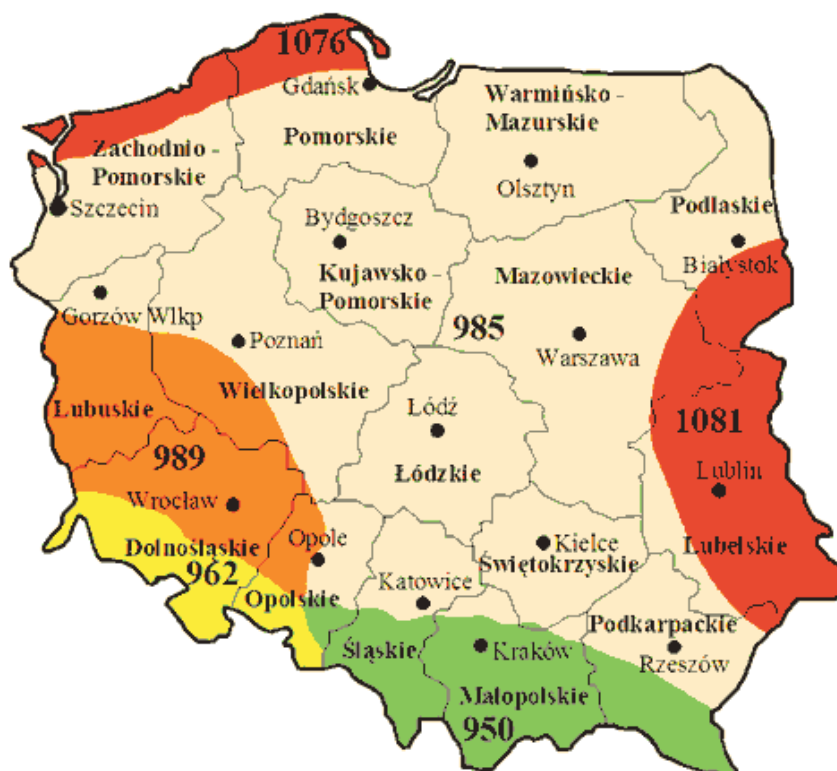 1076
Gdańsk
Pomorskie
Warmińsko -
Mazurskie
Olsztyn
Zachodnio -
Pomorskie
Szczecin
Podlaskie
Białystok
Bydgoszcz
Kujawsko -
Pomorskie
Mazowieckie
985
Warszawa
Gorzów Wlkp
Poznań
Wielkopolskie
Lubuskie
Łódź
Łódzkie
1081
Lublin
Lubelskie
989
Wrocław
Dolnośląskie
962
Opole
Opolskie
Katowice
Śląskie
Kielce
Świętokrzyskie
Kraków
Małopolskie
950
Podkarpackie
Rzeszów